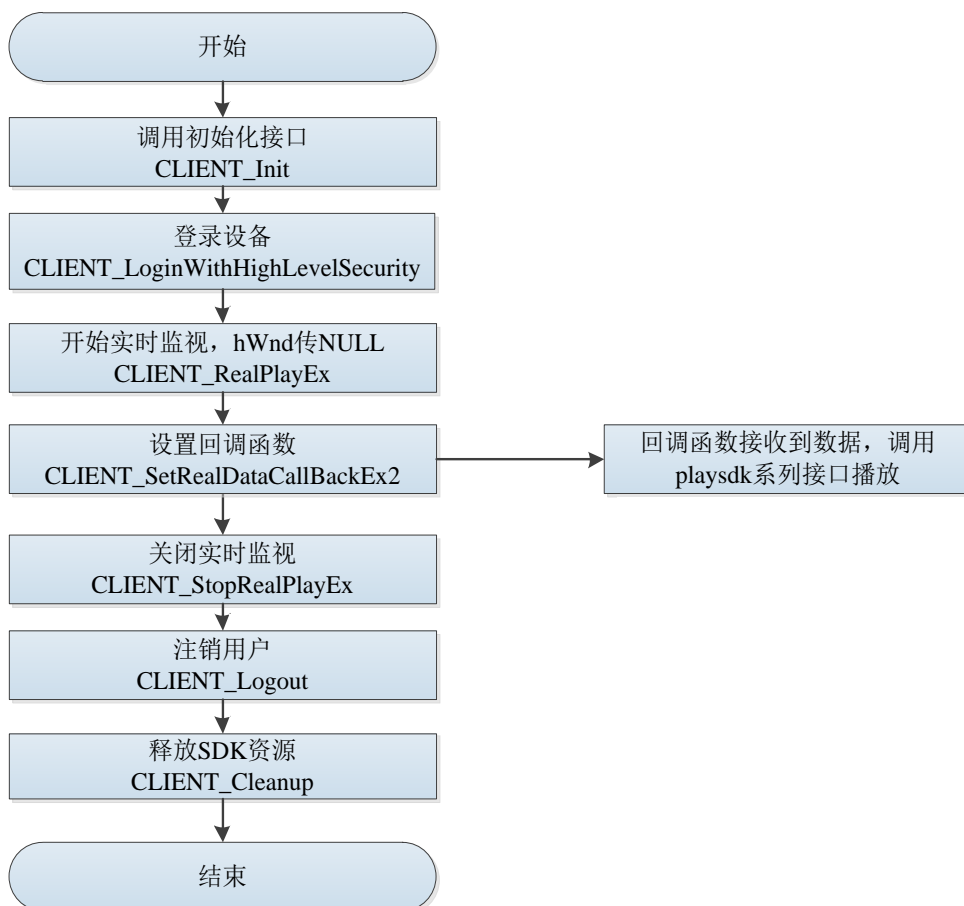 开始
调用初始化接口
CLIENT_Init
登录设备
CLIENT_LoginWithHighLevelSecurity
开始实时监视，hWnd传NULL
CLIENT_RealPlayEx
设置回调函数
CLIENT_SetRealDataCallBackEx2
回调函数接收到数据，调用
playsdk系列接口播放
关闭实时监视
CLIENT_StopRealPlayEx
注销用户
CLIENT_Logout
释放SDK资源
CLIENT_Cleanup
结束